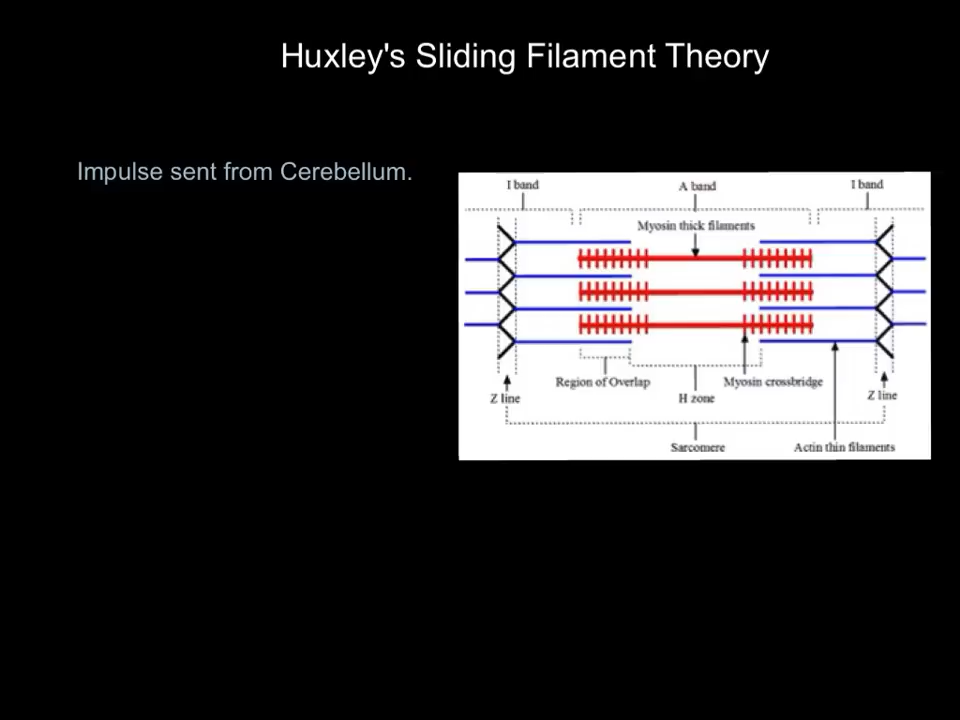 Huxley's Sliding Filament Theory
Impulse sent from Cerebellum.
I band
A band
I band
Myosin thick filaments
Region of Overlap
Myosin crossbridge
Z line
H zone
Z line
Sarcomere
Actin thin filaments